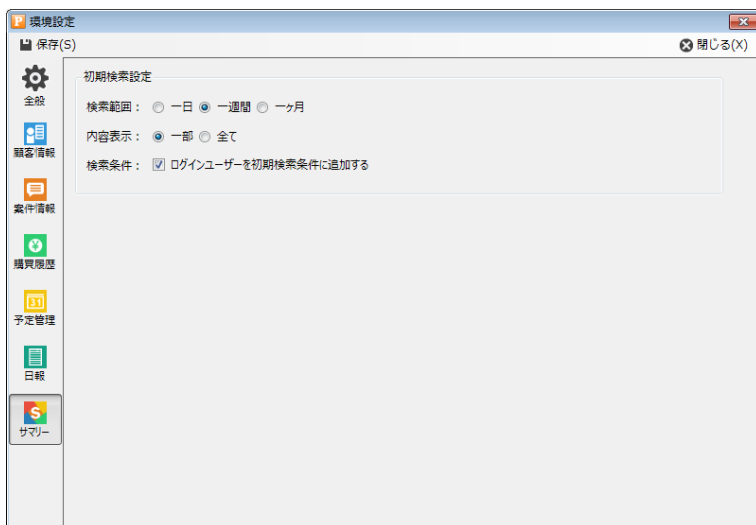 P 環境設定
保存(S)
閉じる(X)
全般
顧客情報
案件情報
購買履歴
31
予定管理
日報
S
サマリー
初期検索設定
検索範囲： 一日 一週間 一ヶ月
内容表示： 一部 全て
検索条件： ログインユーザーを初期検索条件に追加する